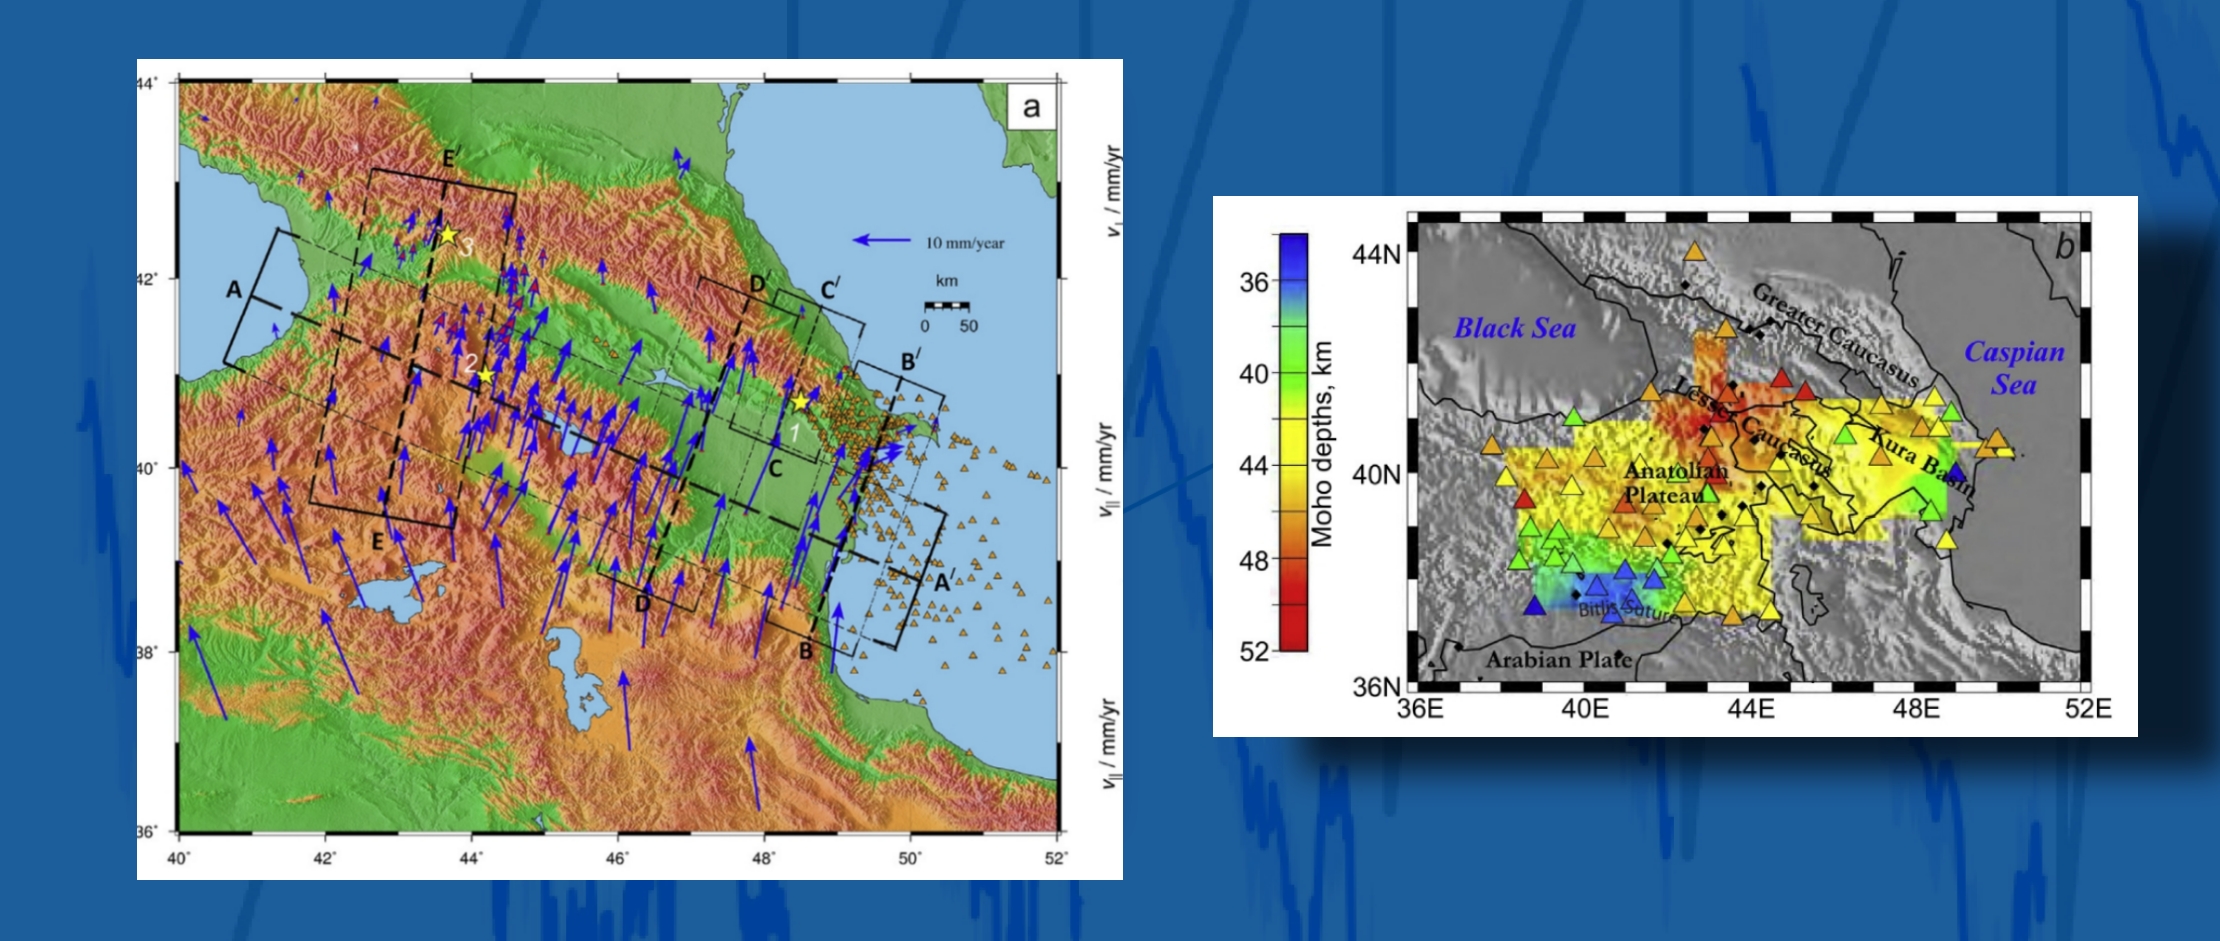 a
44°
42°
40°
38°
36°
40°
42°
44°
46°
48°
50°
52°
E'
3
A
D'
C'
10 mm/year
km
0 50
B'
2
1
C
E
D
A'
B
v⊥ / mm/yr
v|| / mm/yr
v|| / mm/yr
b
44N
40N
36N
36E
40E
44E
48E
52E
36
40
44
48
52
Moho depths, km
Black Sea
Greater Caucasus
Caspian
Sea
Lesser Caucasus
Kura Basin
Anatolian
Plateau
Bitlis Suture
Arabian Plate